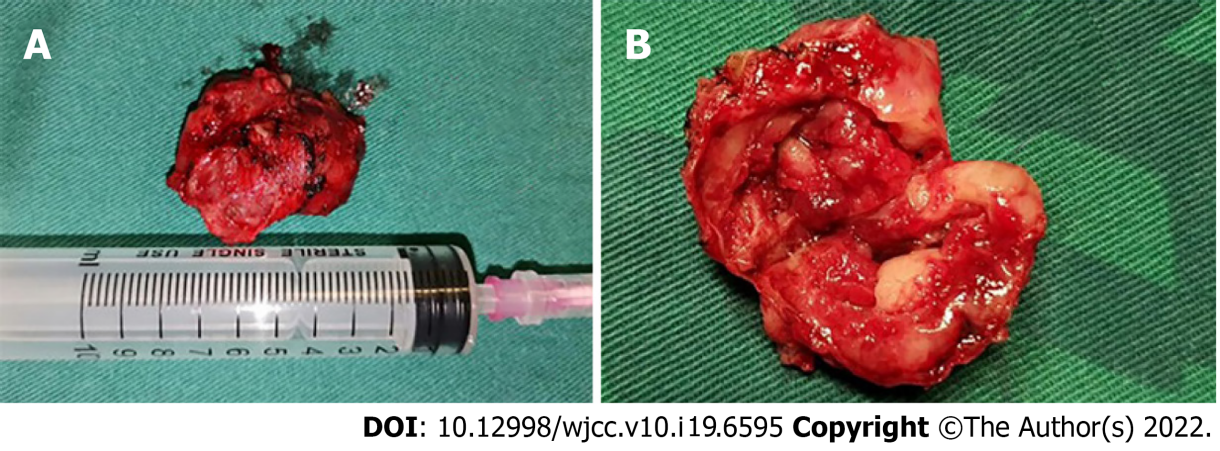 A
B
STERILE SINGLE USE
ml
10 9 8 7 6 5 4 3 2
DOI: 10.12998/wjcc.v10.i19.6595 Copyright ©The Author(s) 2022.